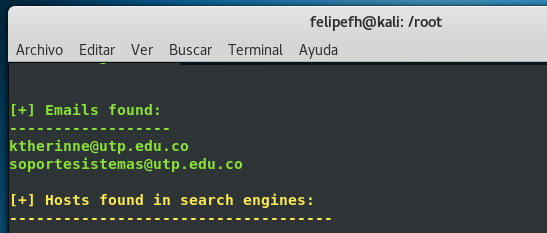 felipefh@kali: /root
Archivo Editar Ver Buscar Terminal Ayuda
[+] Emails found:
------------------
ktherinne@utp.edu.co
soportesistemas@utp.edu.co
[+] Hosts found in search engines:
------------------------------------